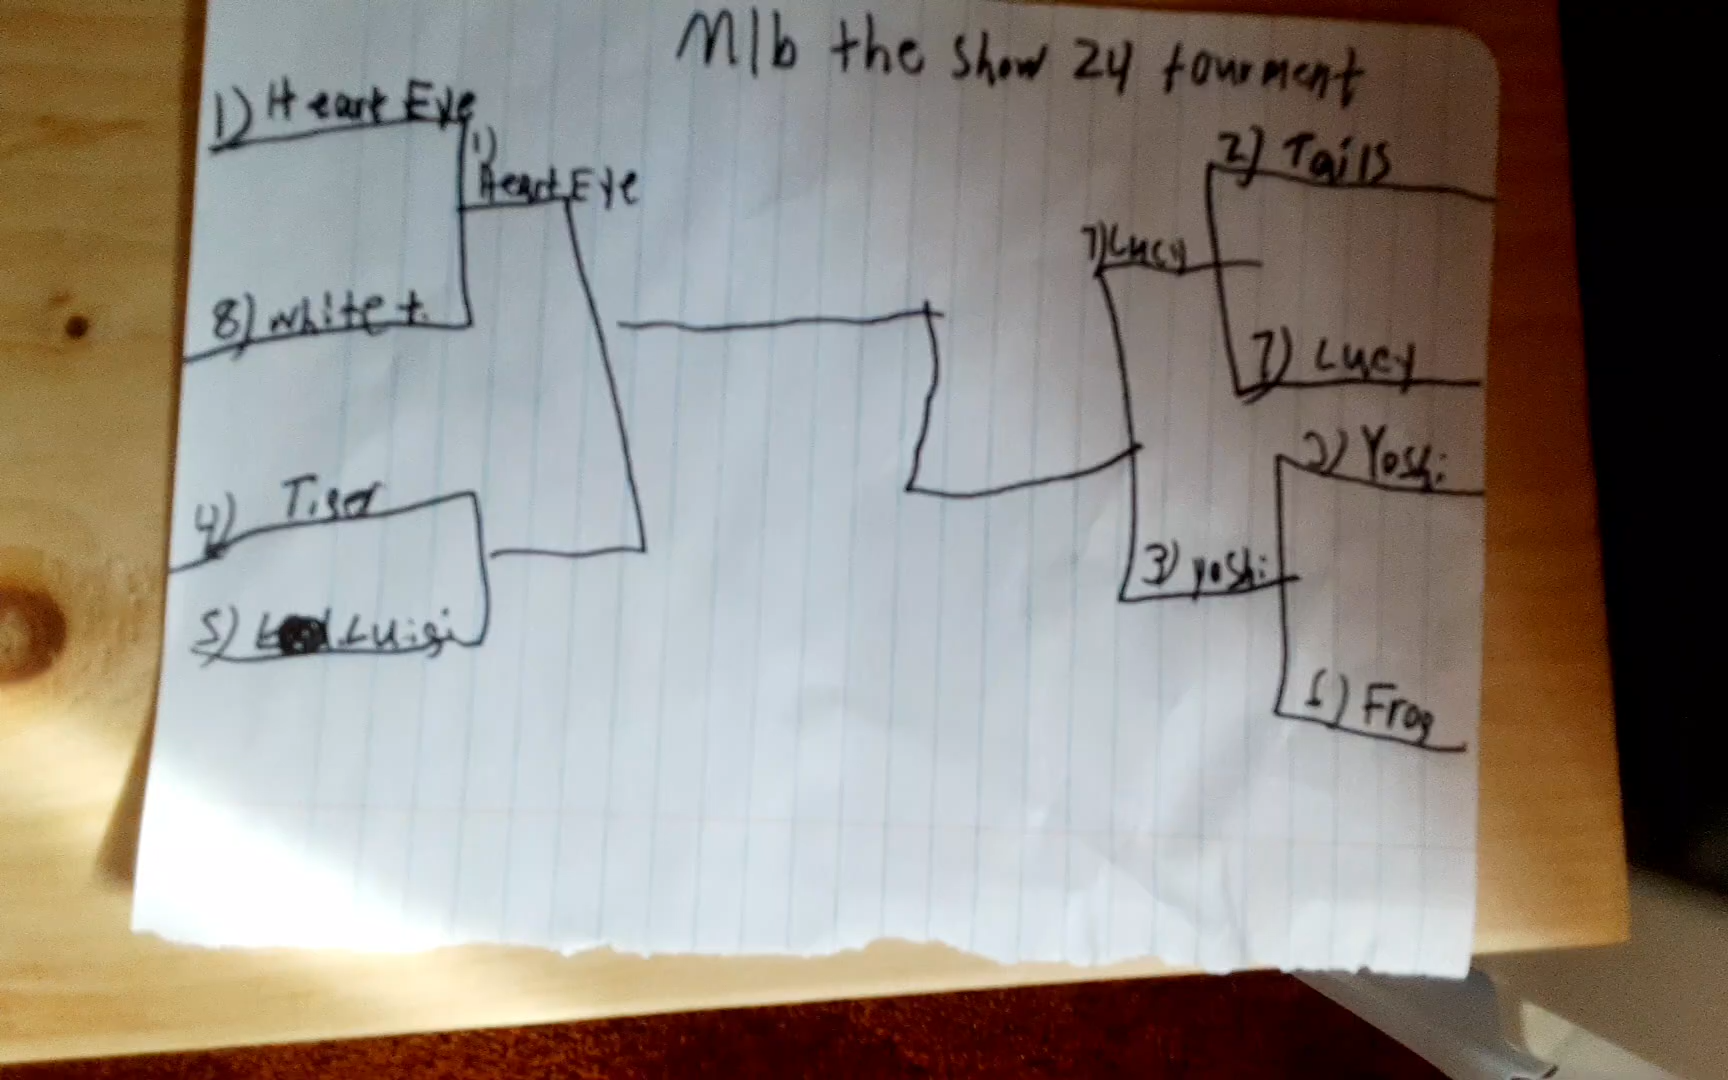 Mlb the show 24 tourment
1) Heart Eye
1)
Heart Eye
8) white t.
4) Tiger
5) Luigi
2) Tails
7) Lucy
7) Lucy
3) Yoshi
3) yoshi
6) Frog